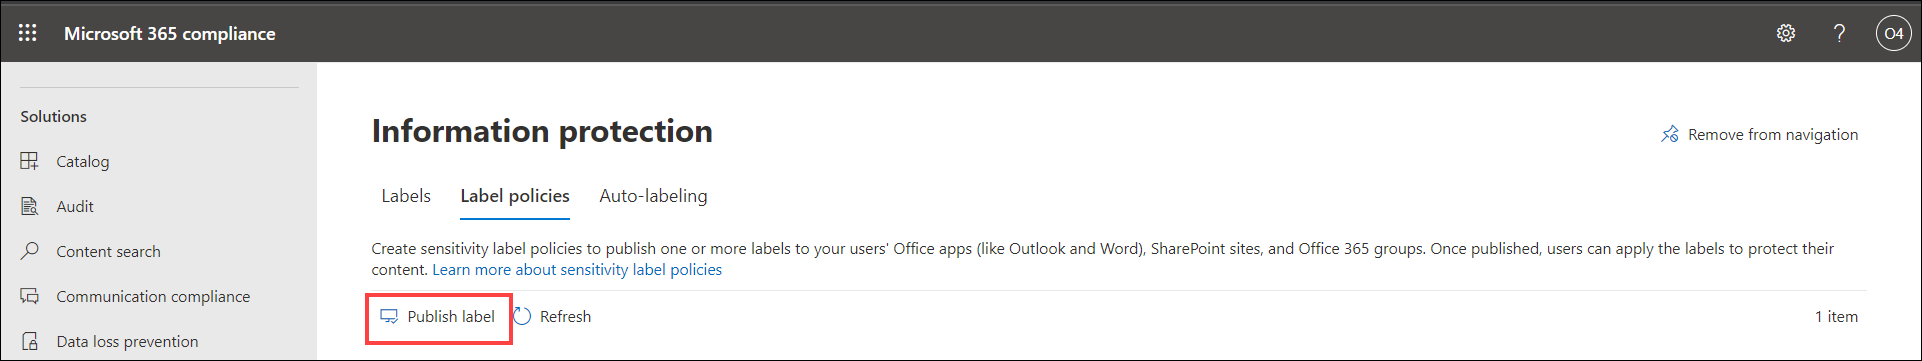 Microsoft 365 compliance
?
O4
Solutions
Catalog
Audit
Content search
Communication compliance
Data loss prevention
Information protection
Remove from navigation
Labels Label policies Auto-labeling
Create sensitivity label policies to publish one or more labels to your users' Office apps (like Outlook and Word), SharePoint sites, and Office 365 groups. Once published, users can apply the labels to protect their
content. Learn more about sensitivity label policies
Publish label Refresh 1 item